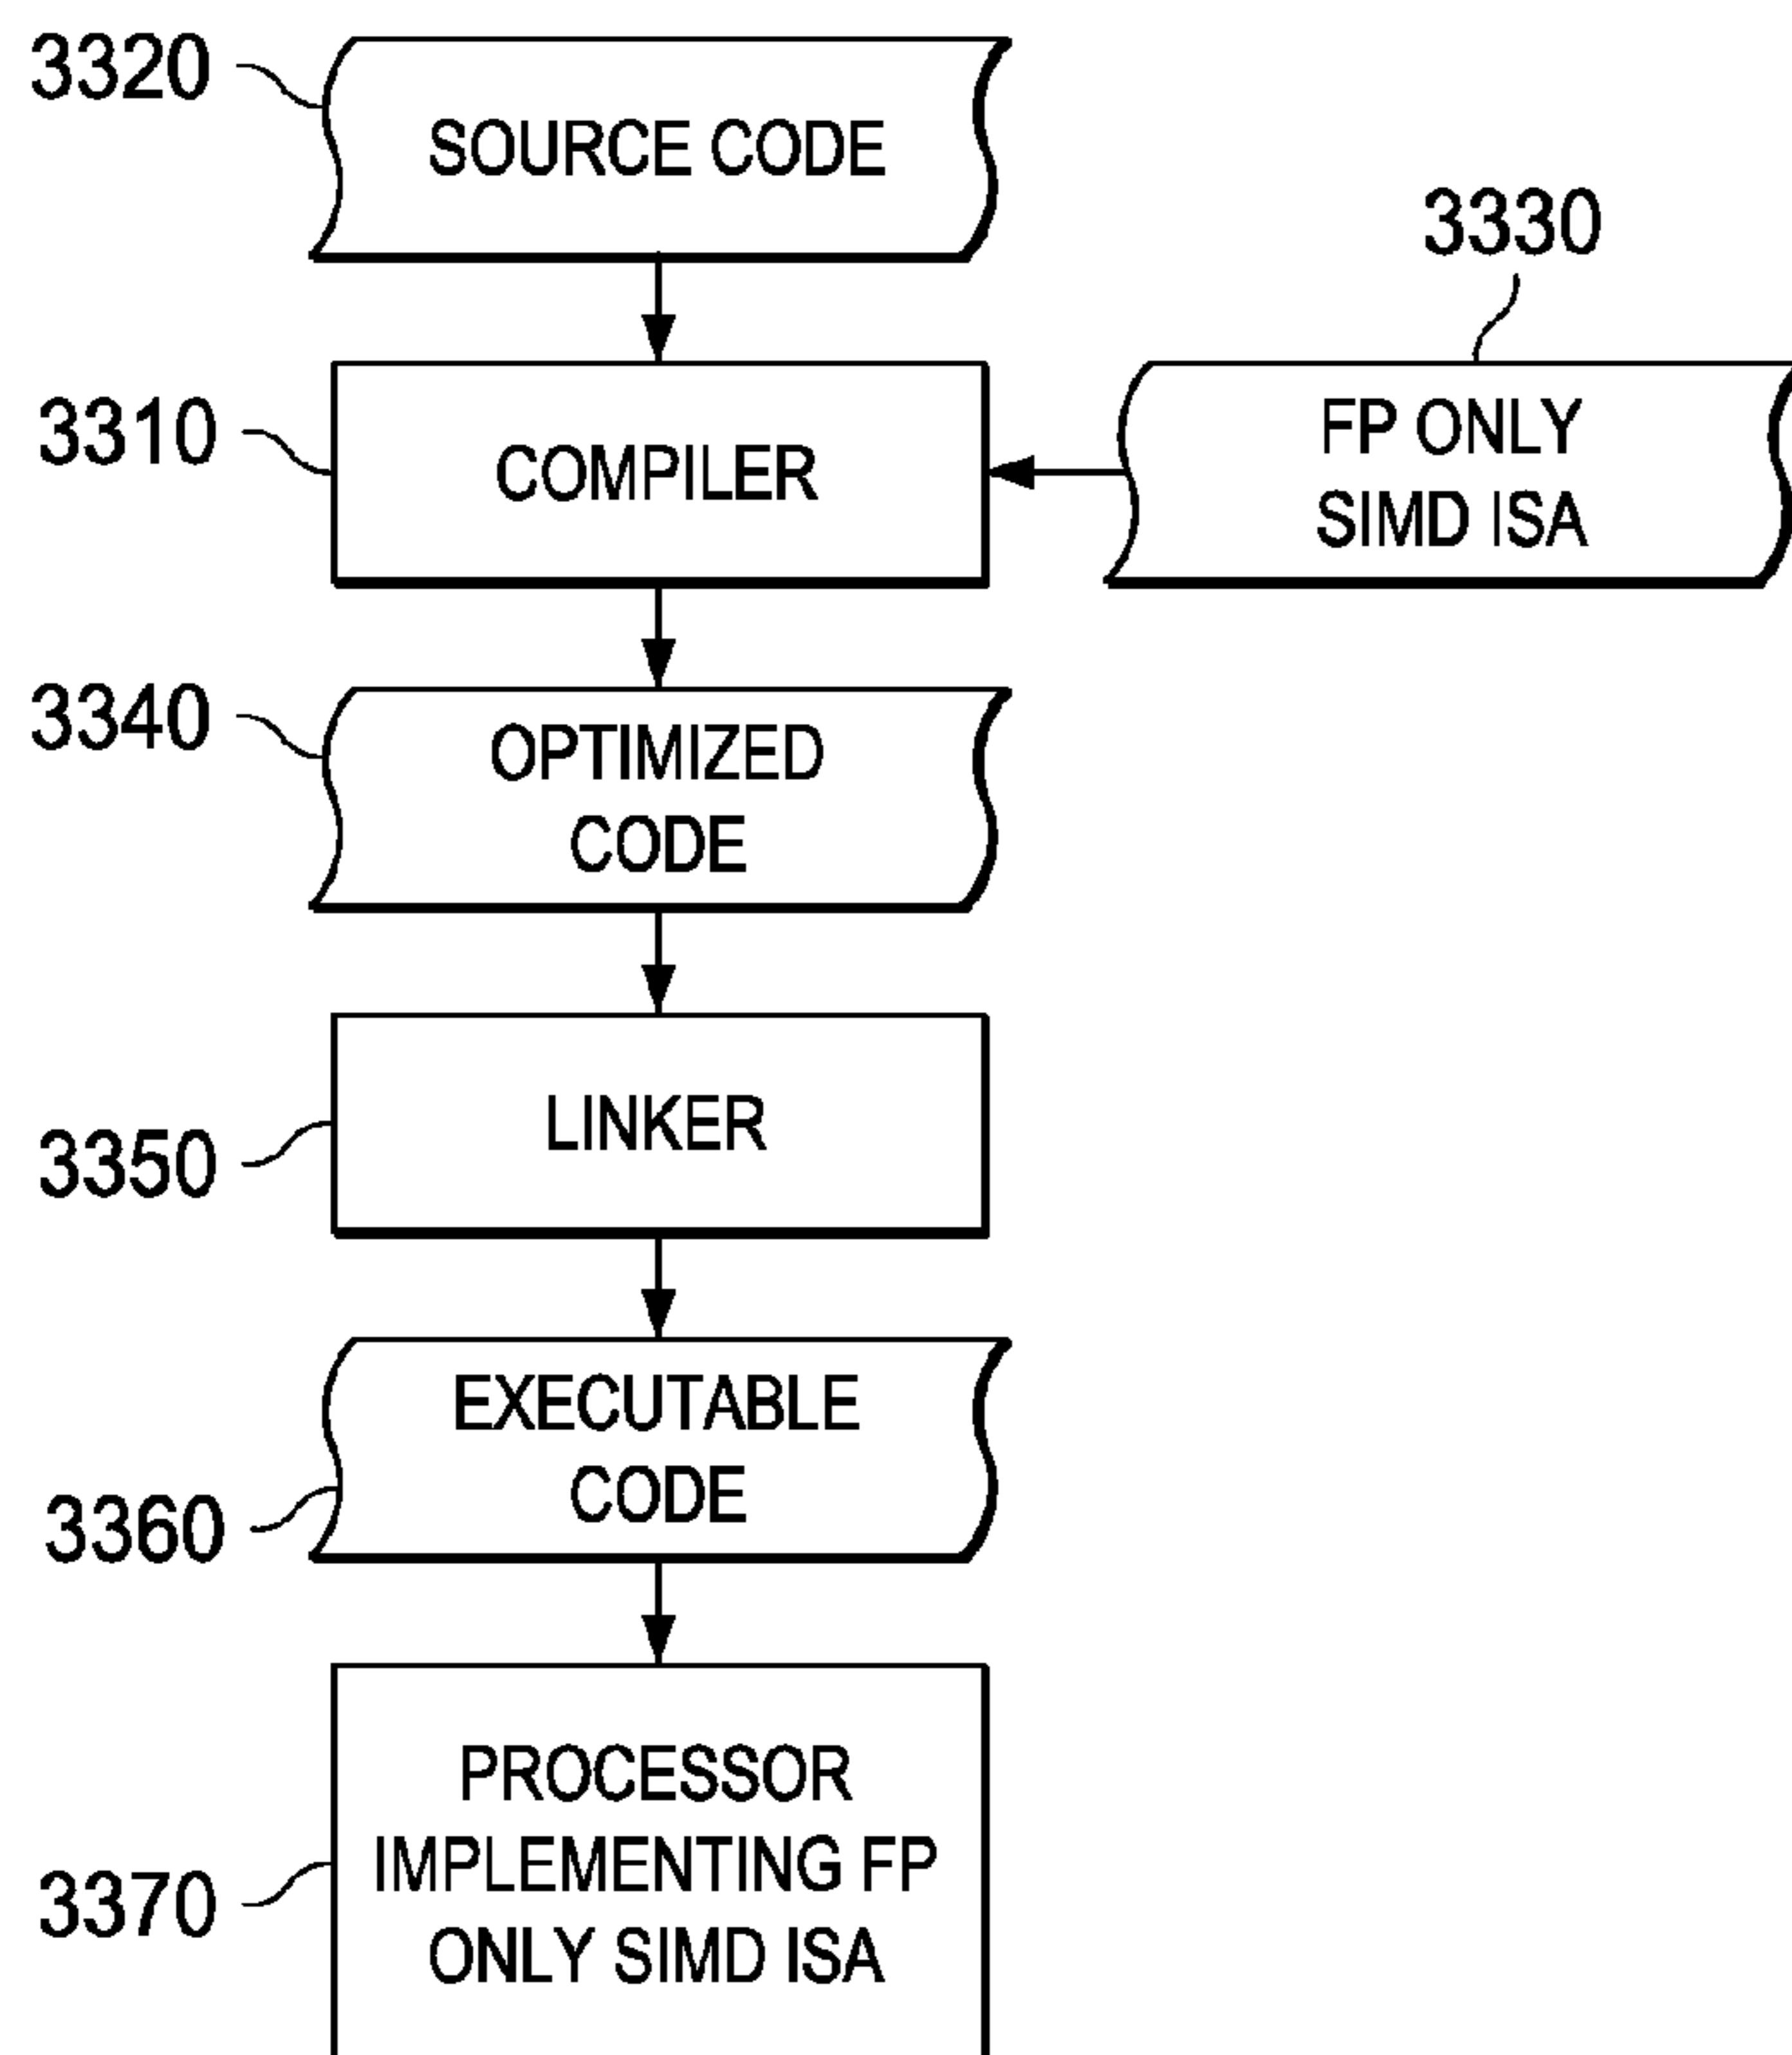 3320
SOURCE CODE
3330
3310
COMPILER
FP ONLY
SIMD ISA
3340
OPTIMIZED
CODE
LINKER
3350
EXECUTABLE
CODE
3360
PROCESSOR
IMPLEMENTING FP
ONLY SIMD ISA
3370